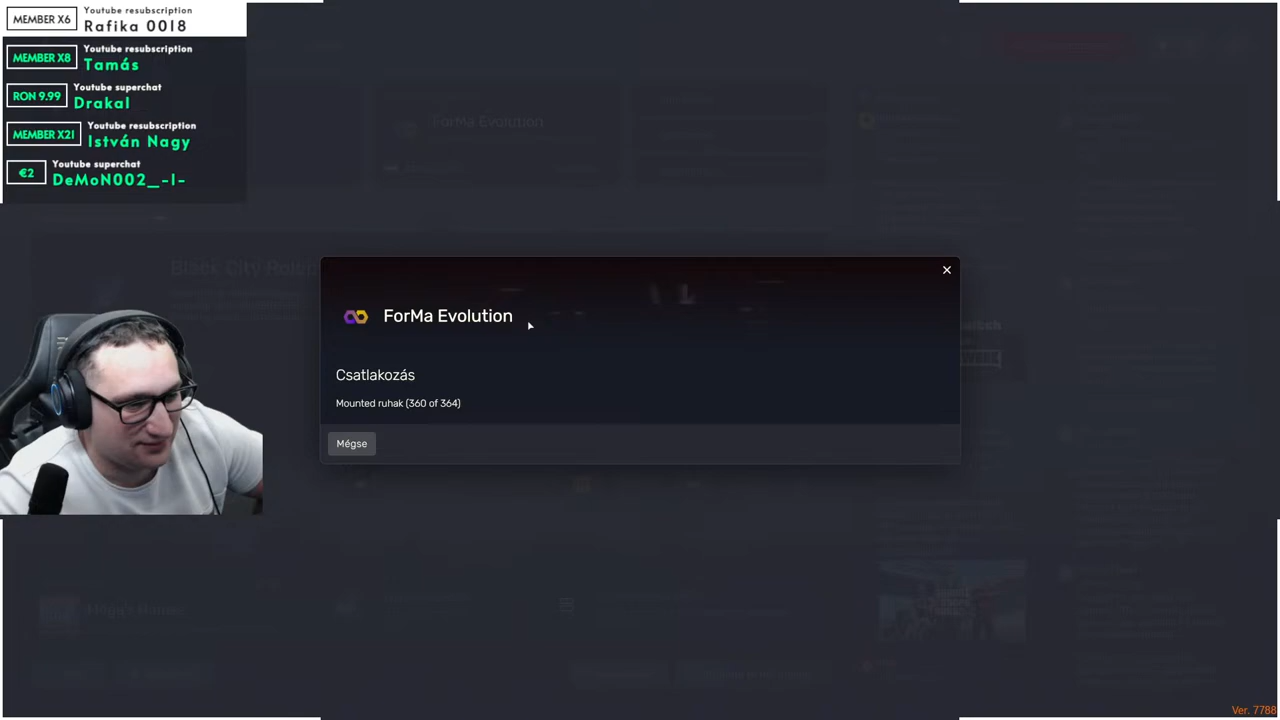 MEMBER X6
Youtube resubscription
Rafika 0018
MEMBER X8
Youtube resubscription
Tamás
RON 9.99
Youtube superchat
Drakal
MEMBER X21
Youtube resubscription
István Nagy
€2
Youtube superchat
DeMoN002_-I-
ForMa Evolution
ForMa Evolution
Csatlakozás
Mounted ruhak (360 of 364)
Mégse
Ver. 7788